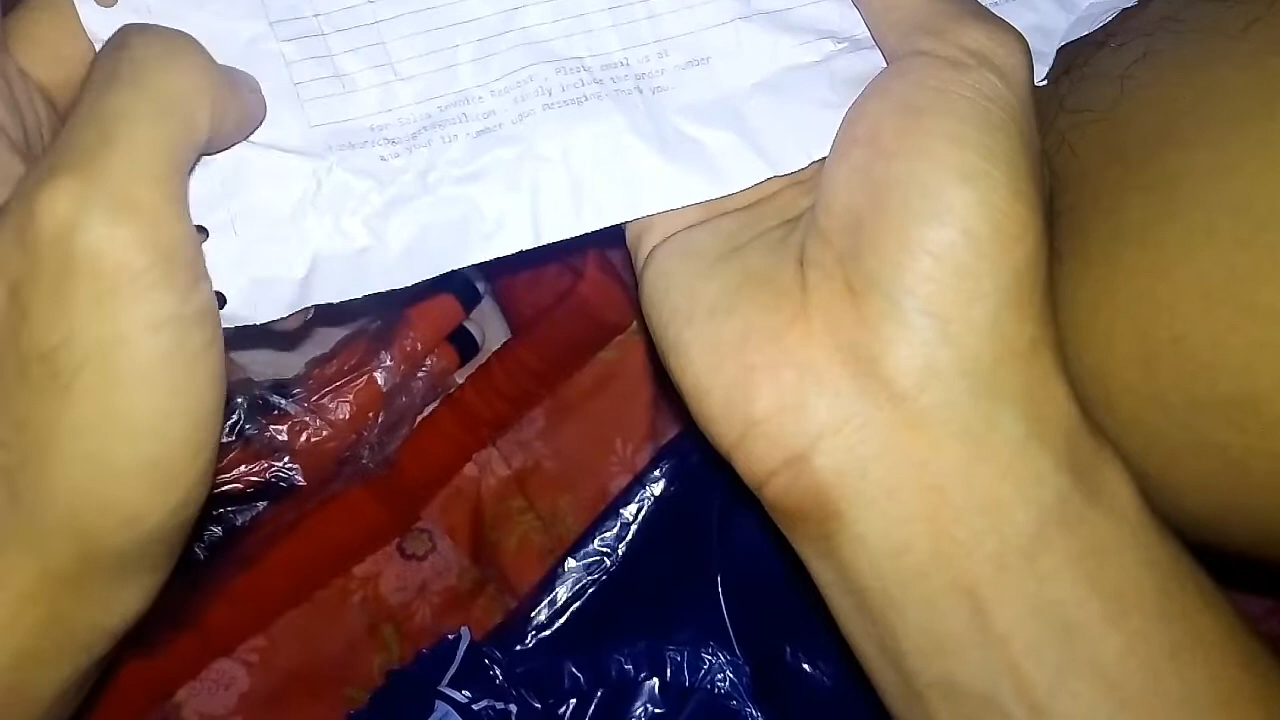 For Sales Invoice Request , Please email us at
kindly include the order number
and your tin number upon messaging. Thank you.